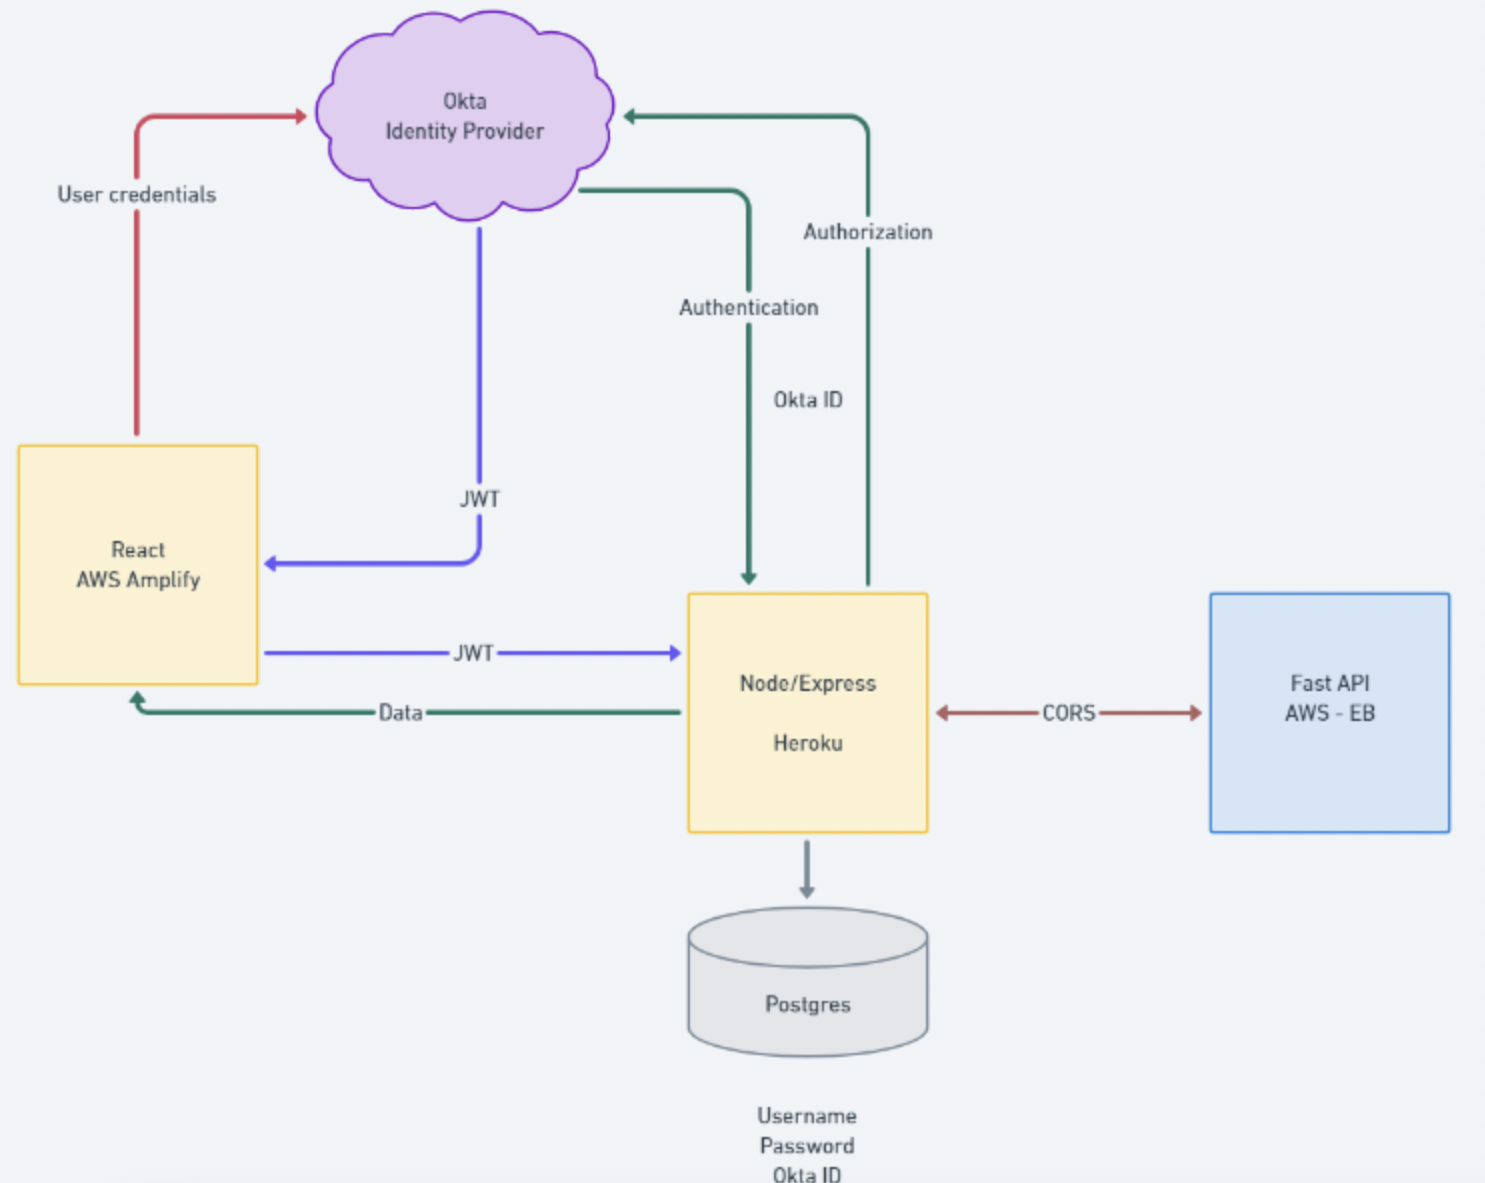 Okta
Identity Provider
User credentials
Authorization
Authentication
Okta ID
JWT
React
AWS Amplify
JWT
Data
Node/Express
Heroku
CORS
Fast API
AWS - EB
Postgres
Username
Password
Okta ID